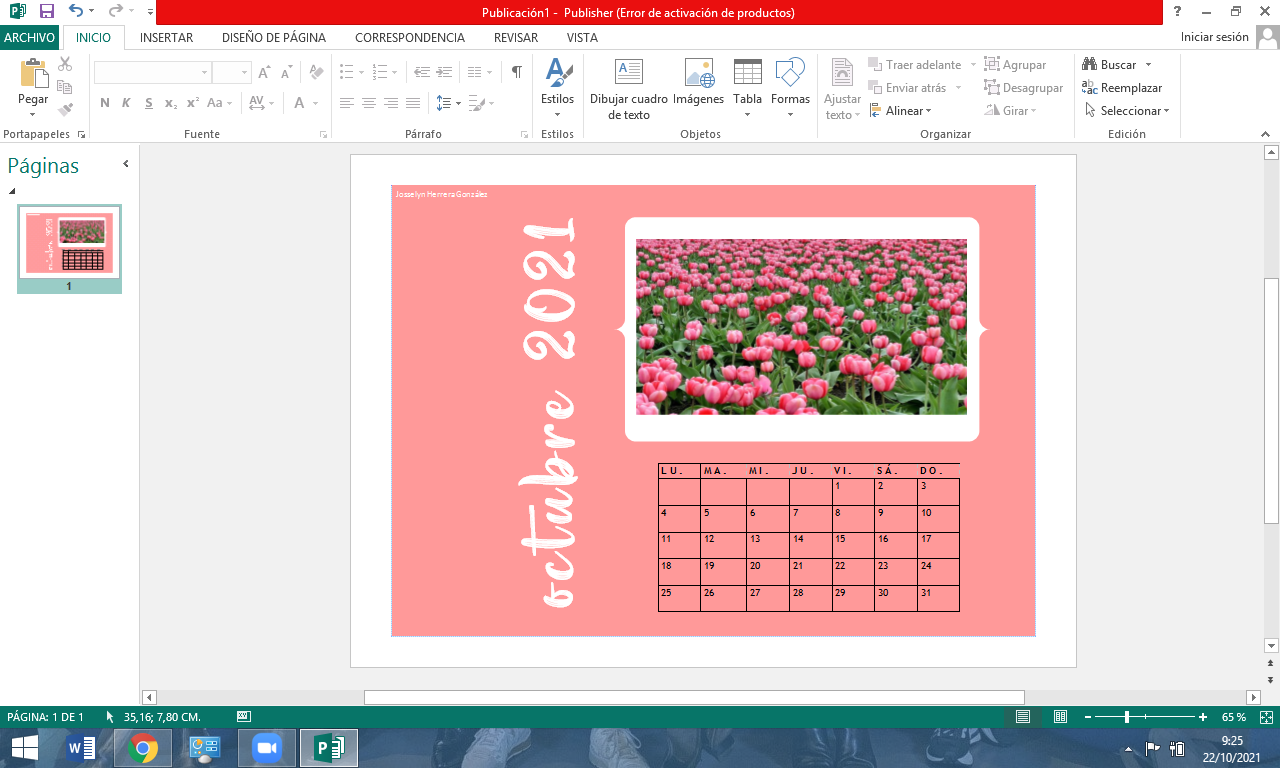 Publicación1 - Publisher (Error de activación de productos)
ARCHIVO INICIO INSERTAR DISEÑO DE PÁGINA CORRESPONDENCIA REVISAR VISTA Iniciar sesión
Pegar
N K S x₂ x² Aa AV A
Estilos
Dibujar cuadro de texto
Imágenes
Tabla
Formas
Ajustar texto
Traer adelante
Enviar atrás
Alinear
Agrupar
Desagrupar
Girar
Buscar
Reemplazar
Seleccionar
Portapapeles Fuente Párrafo Estilos Objetos Organizar Edición
Páginas
1
Josselyn Herrera González
octubre 2021
LU. MA. MI. JU. VI. SÁ. DO.
1 2 3
4 5 6 7 8 9 10
11 12 13 14 15 16 17
18 19 20 21 22 23 24
25 26 27 28 29 30 31
PÁGINA: 1 DE 1 35,16; 7,80 CM. 65 %
9:25
22/10/2021